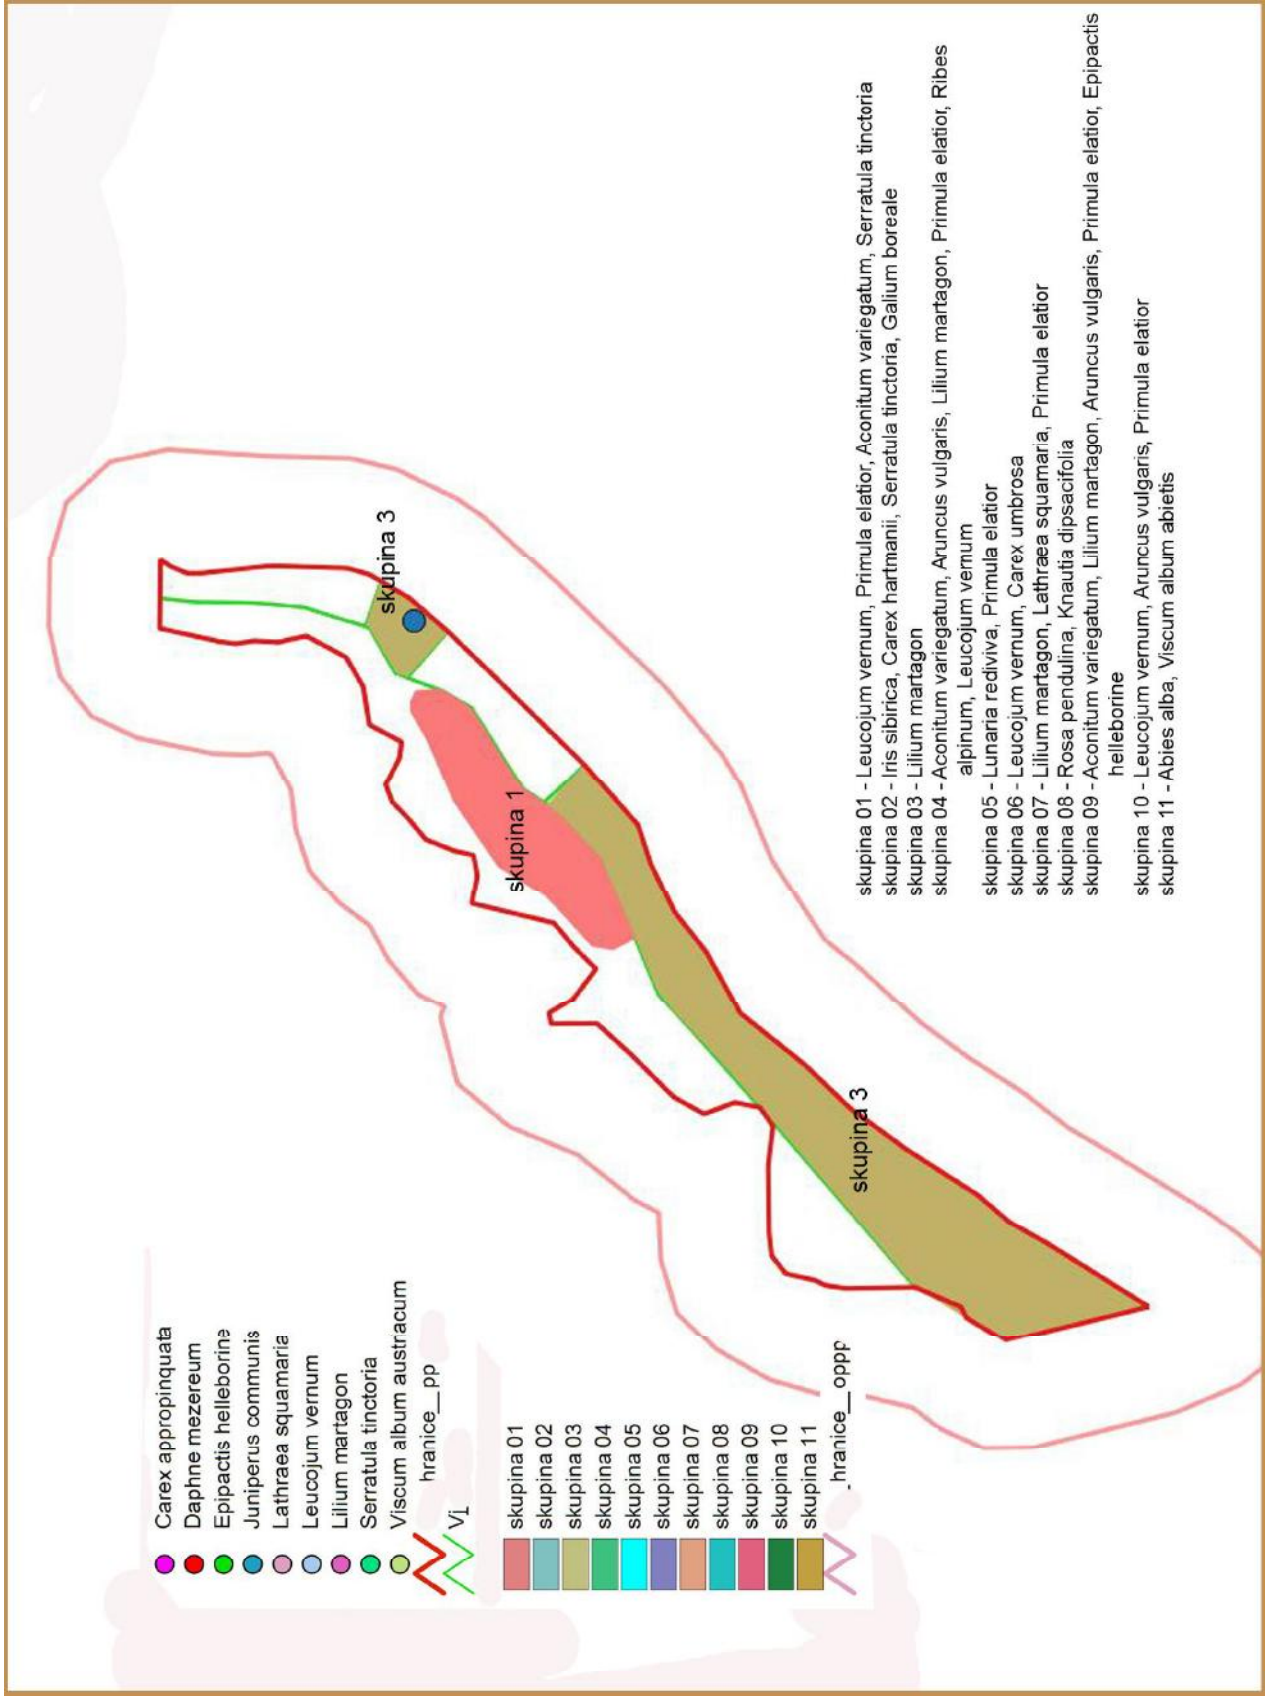 Carex appropinquata
Daphne mezereum
Epipactis helleborine
Juniperus communis
Lathraea squamaria
Leucojum vernum
Lilium martagon
Serratula tinctoria
Viscum album austracum
hranice__pp
skupina 01
skupina 02
skupina 03
skupina 04
skupina 05
skupina 06
skupina 07
skupina 08
skupina 09
skupina 10
skupina 11
hranice__oppp
skupina 3
skupina 1
skupina 3
skupina 01 - Leucojum vernum, Primula elatior, Aconitum variegatum, Serratula tinctoria
skupina 02 - Iris sibirica, Carex hartmanii, Serratula tinctoria, Galium boreale
skupina 03 - Lilium martagon
skupina 04 - Aconitum variegatum, Aruncus vulgaris, Lilium martagon, Primula elatior, Ribes
alpinum, Leucojum vernum
skupina 05 - Lunaria rediviva, Primula elatior
skupina 06 - Leucojum vernum, Carex umbrosa
skupina 07 - Lilium martagon, Lathraea squamaria, Primula elatior
skupina 08 - Rosa pendulina, Knautia dipsacifolia
skupina 09 - Aconitum variegatum, Lilium martagon, Aruncus vulgaris, Primula elatior, Epipactis
helleborine
skupina 10 - Leucojum vernum, Aruncus vulgaris, Primula elatior
skupina 11 - Abies alba, Viscum album abietis